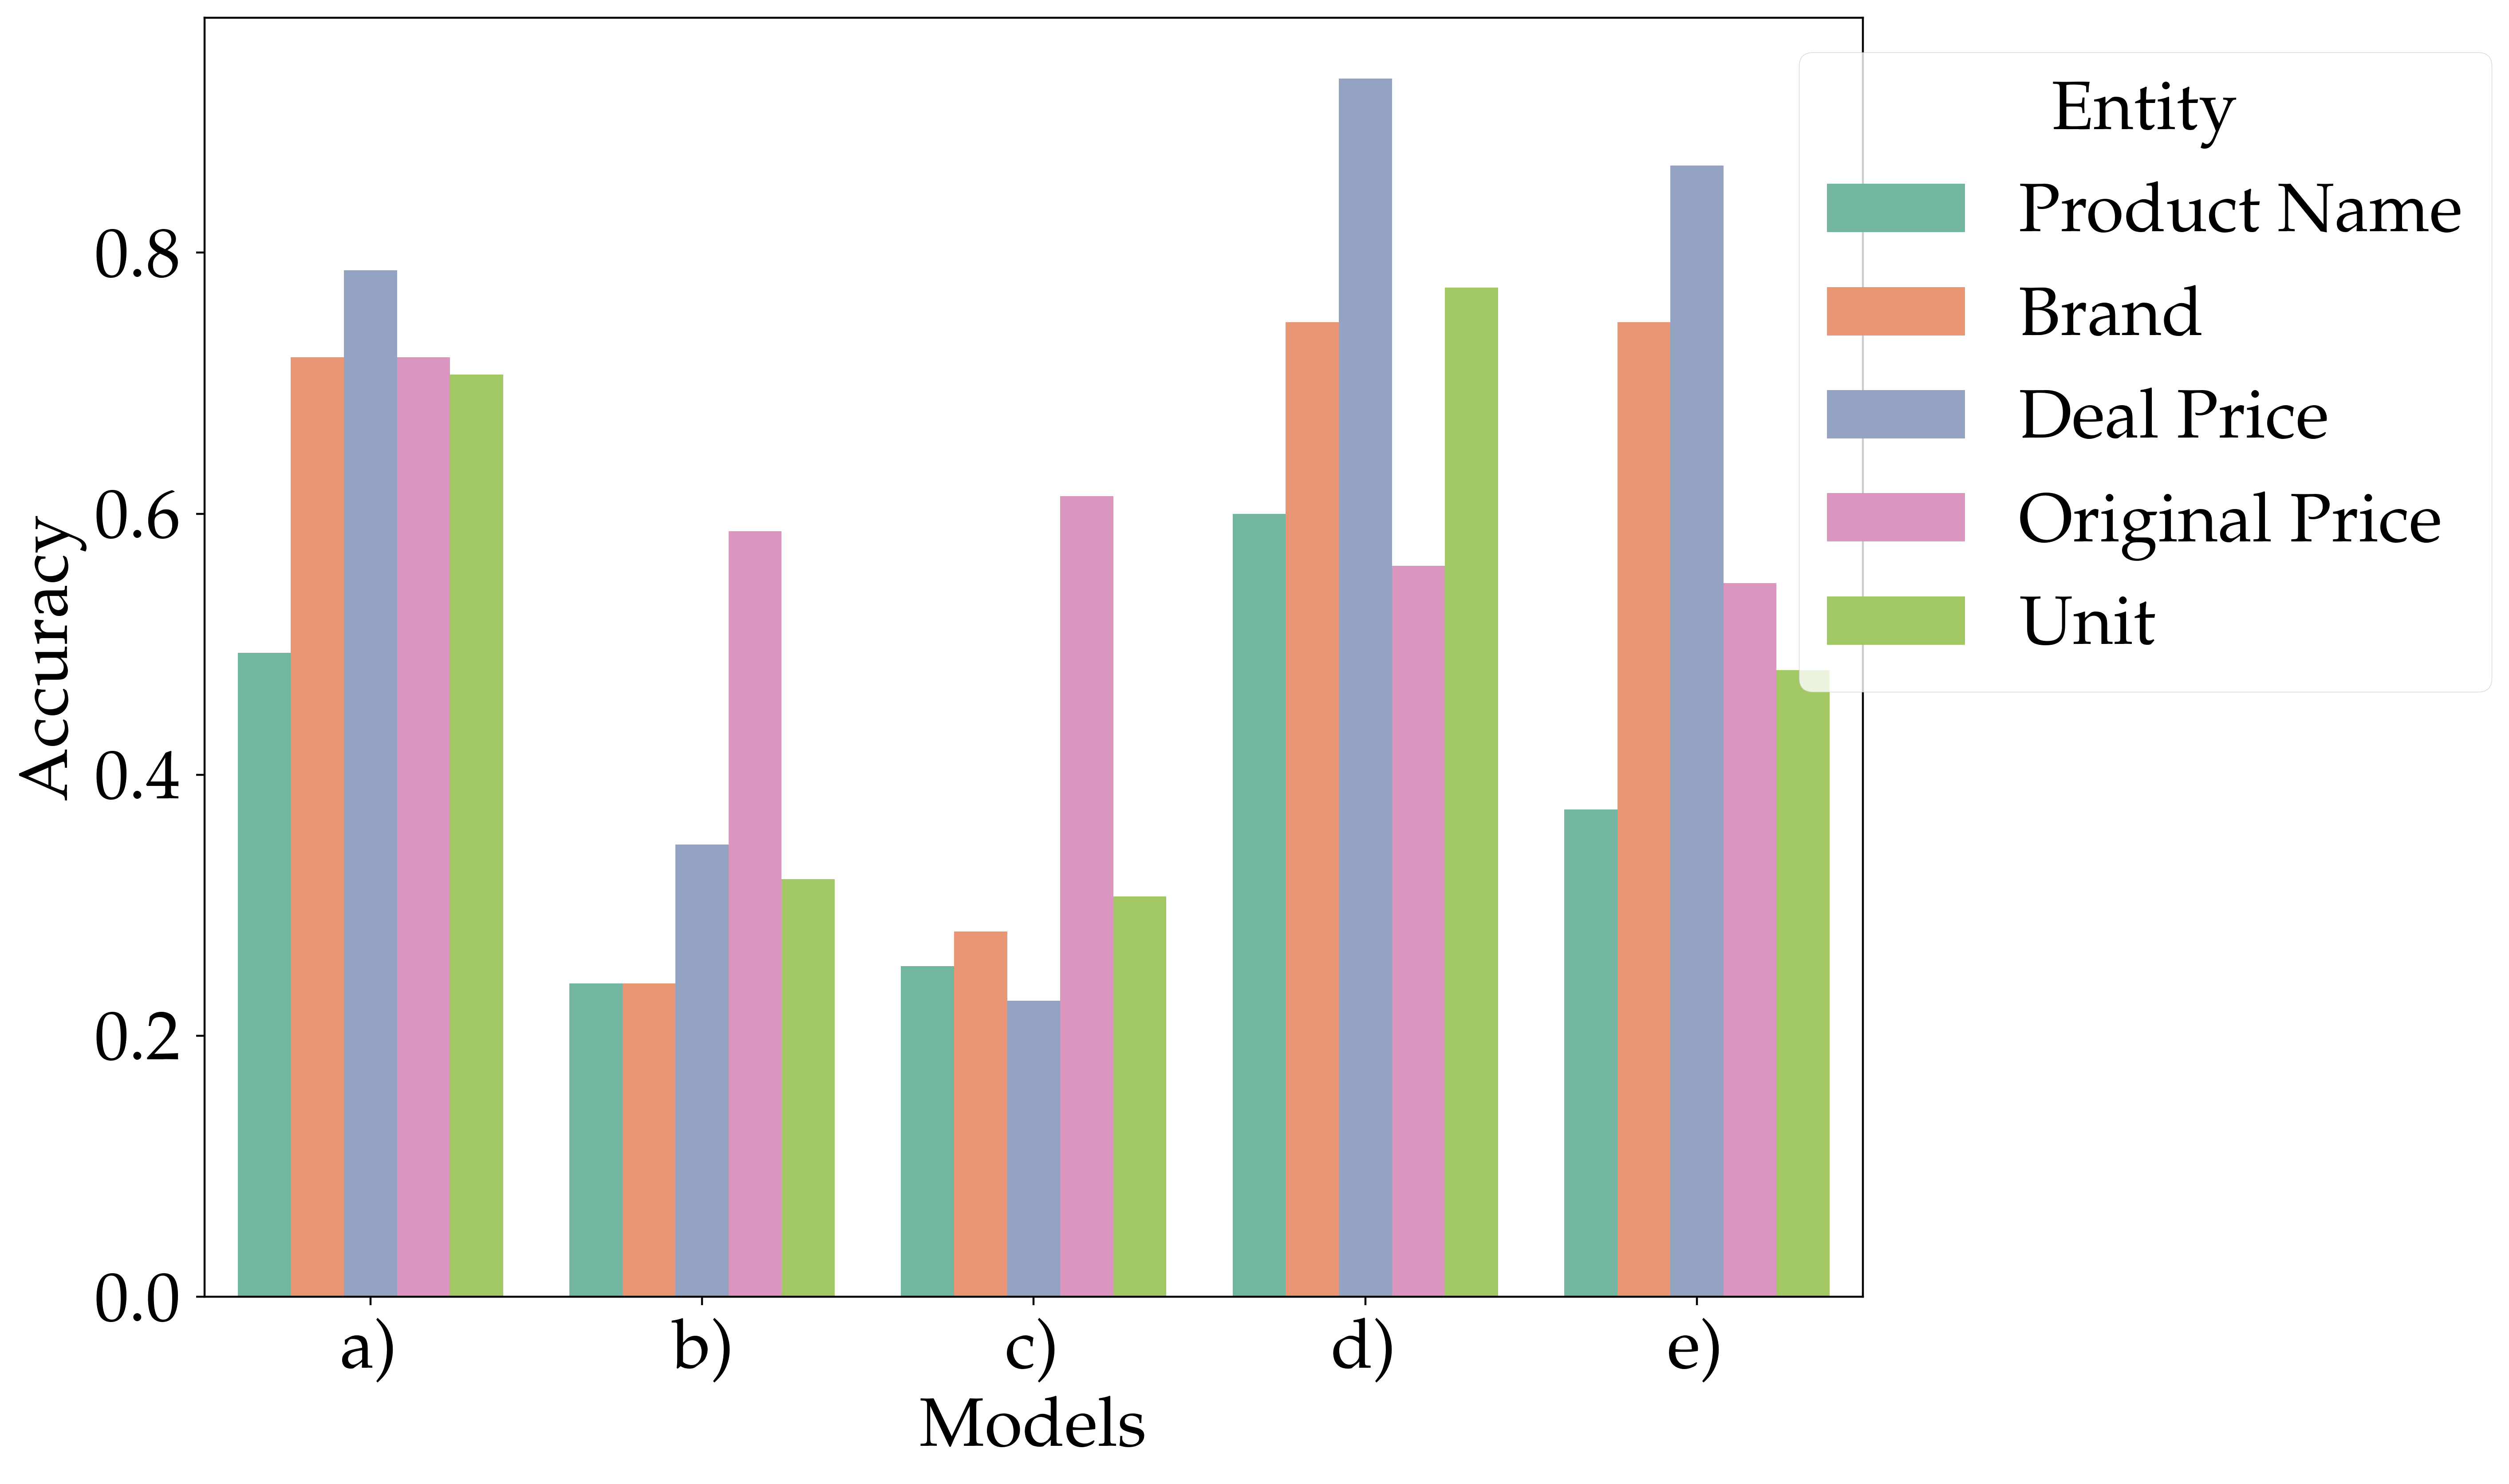 Accuracy
0.8
0.6
0.4
0.2
0.0
a)
b)
c)
d)
e)
Models
Entity
Product Name
Brand
Deal Price
Original Price
Unit